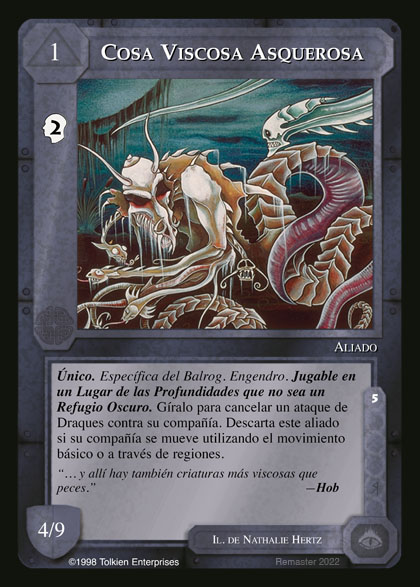 1
COSA VISCOSA ASQUEROSA
2
ALIADO
Único. Específica del Balrog. Engendro. Jugable en
un Lugar de las Profundidades que no sea un
Refugio Oscuro. Gíralo para cancelar un ataque de
Draques contra su compañía. Descarta este aliado
si su compañía se mueve utilizando el movimiento
básico o a través de regiones.
5
“… y allí hay también criaturas más viscosas que
peces.” –Hob
4/9
IL. DE NATHALIE HERTZ
©1998 Tolkien Enterprises
Remaster 2022